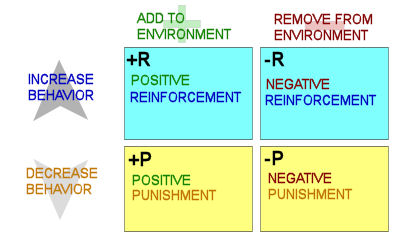 ADD TO
ENVIRONMENT
REMOVE FROM
ENVIRONMENT
INCREASE
BEHAVIOR
+R
POSITIVE
REINFORCEMENT
-R
NEGATIVE
REINFORCEMENT
DECREASE
BEHAVIOR
+P
POSITIVE
PUNISHMENT
-P
NEGATIVE
PUNISHMENT